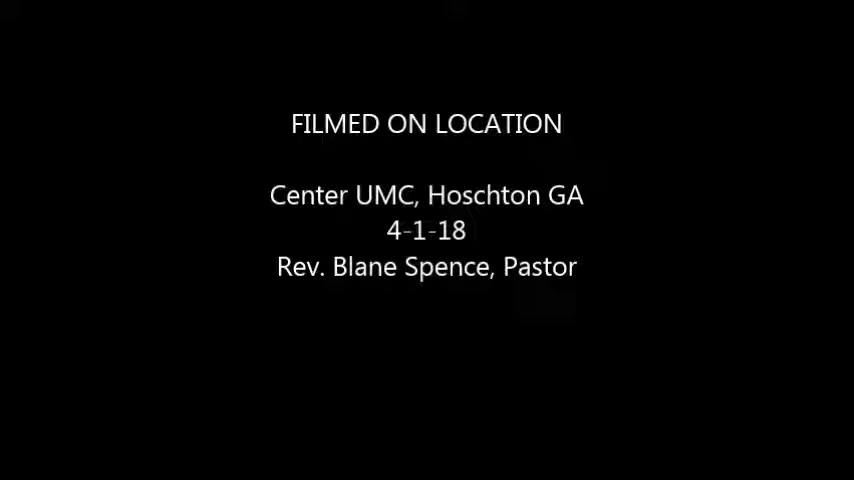 FILMED ON LOCATION
Center UMC, Hoschton GA
4-1-18
Rev. Blane Spence, Pastor